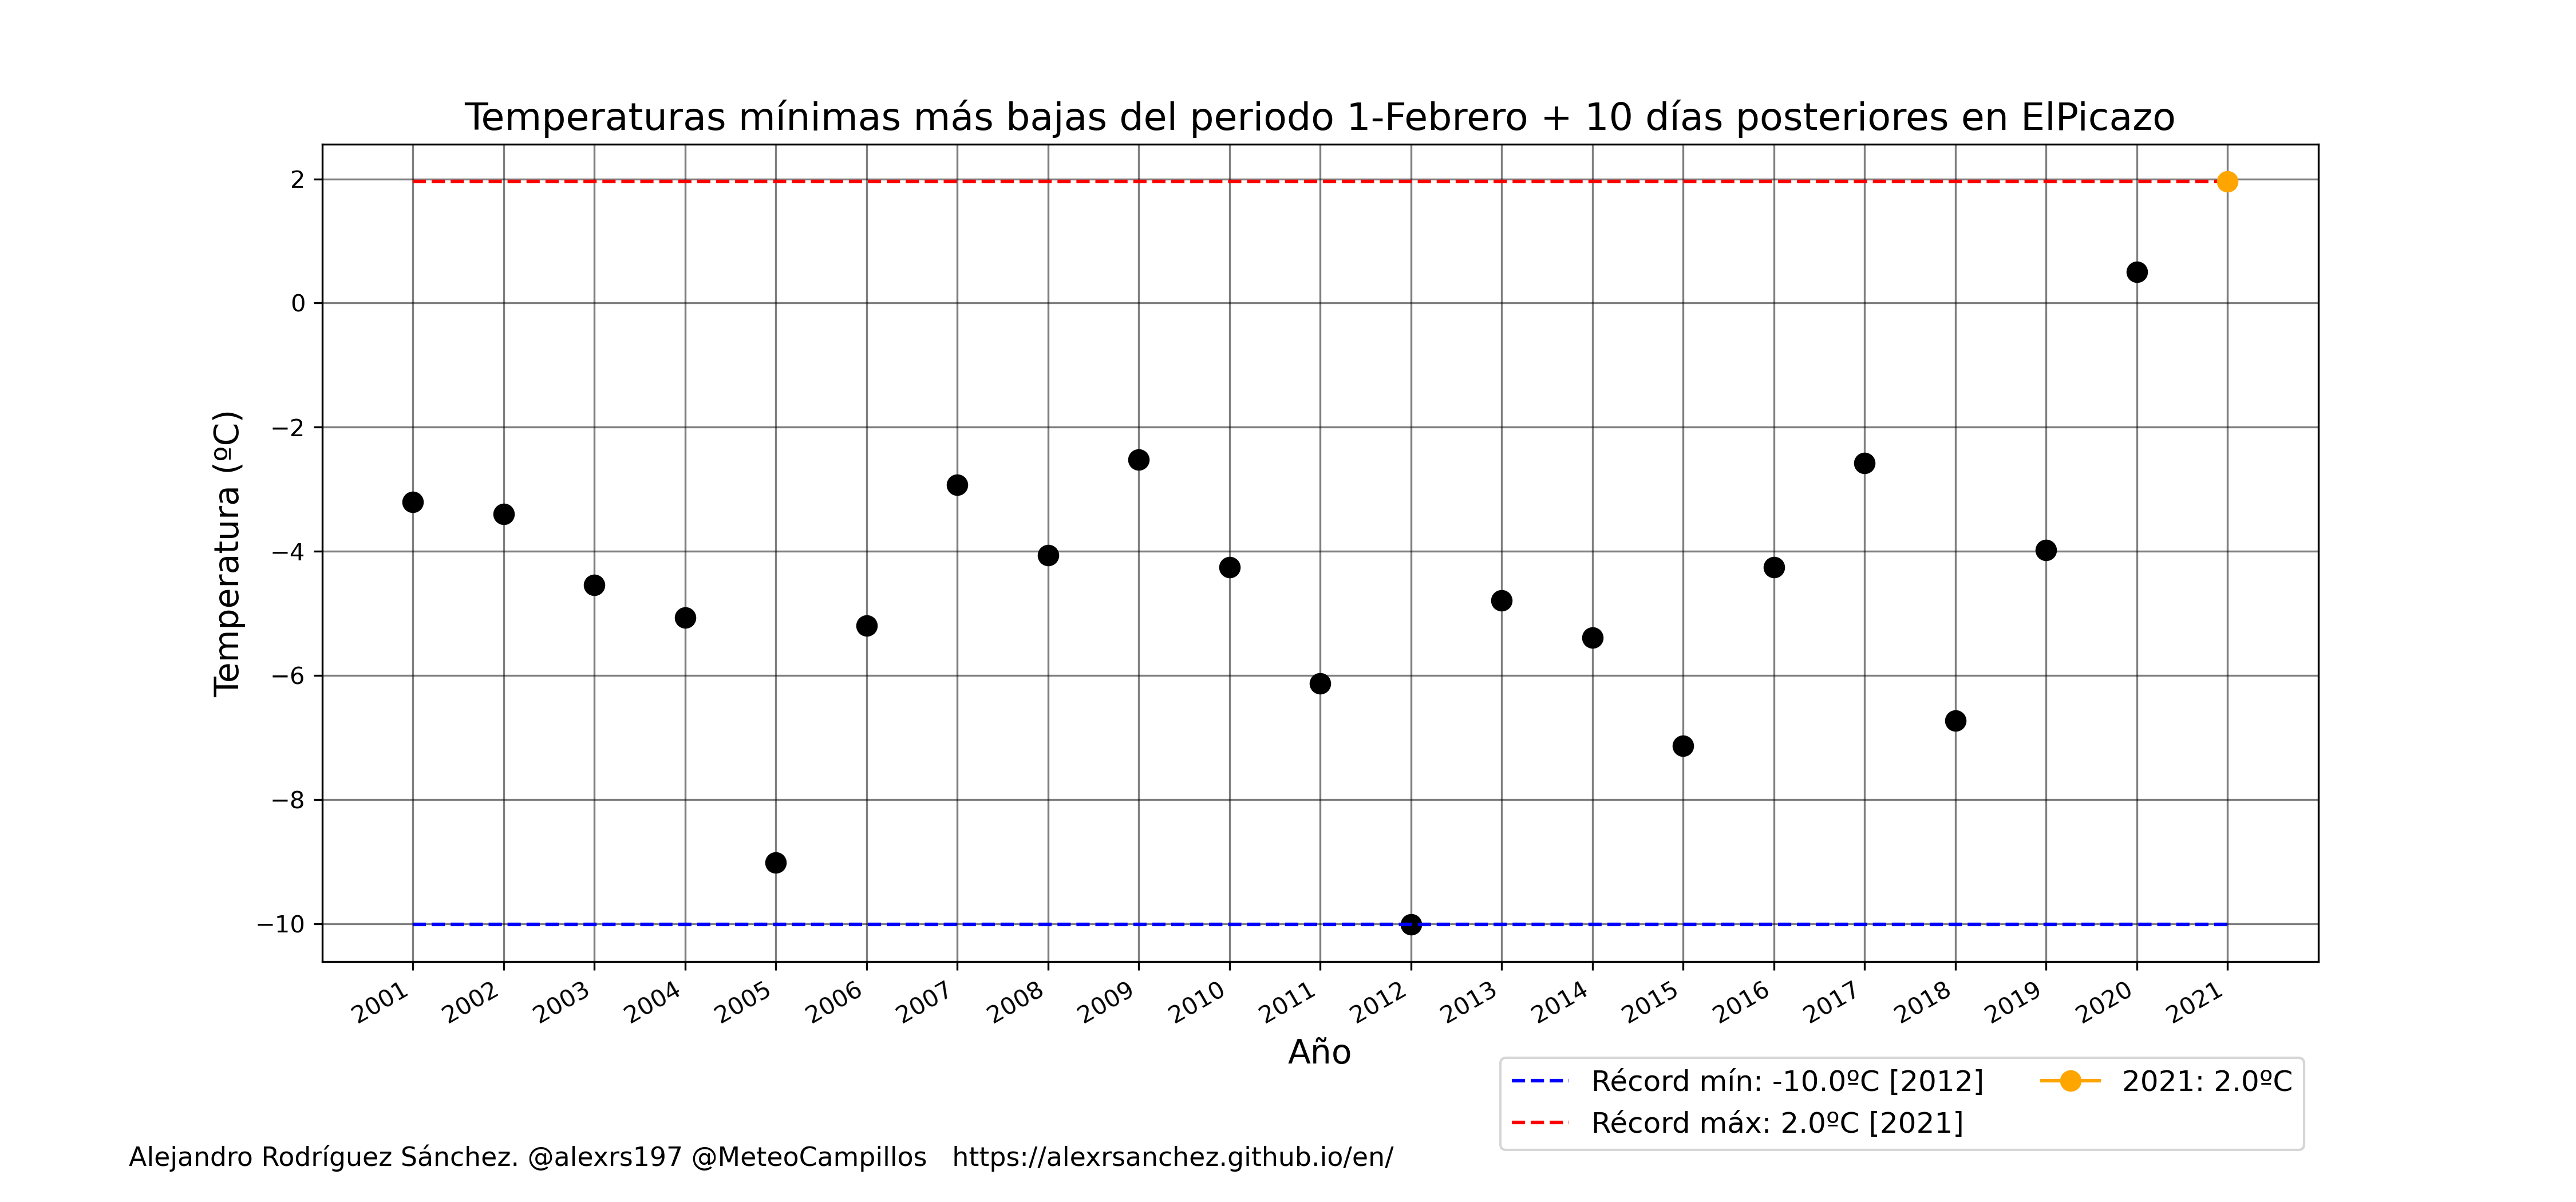 Temperaturas mínimas más bajas del periodo 1-Febrero + 10 días posteriores en ElPicazo
Temperatura (ºC)
2
0
−2
−4
−6
−8
−10
2001 2002 2003 2004 2005 2006 2007 2008 2009 2010 2011 2012 2013 2014 2015 2016 2017 2018 2019 2020 2021
Año
Récord mín: -10.0ºC [2012]
Récord máx: 2.0ºC [2021]
2021: 2.0ºC
Alejandro Rodríguez Sánchez. @alexrs197 @MeteoCampillos https://alexrsanchez.github.io/en/